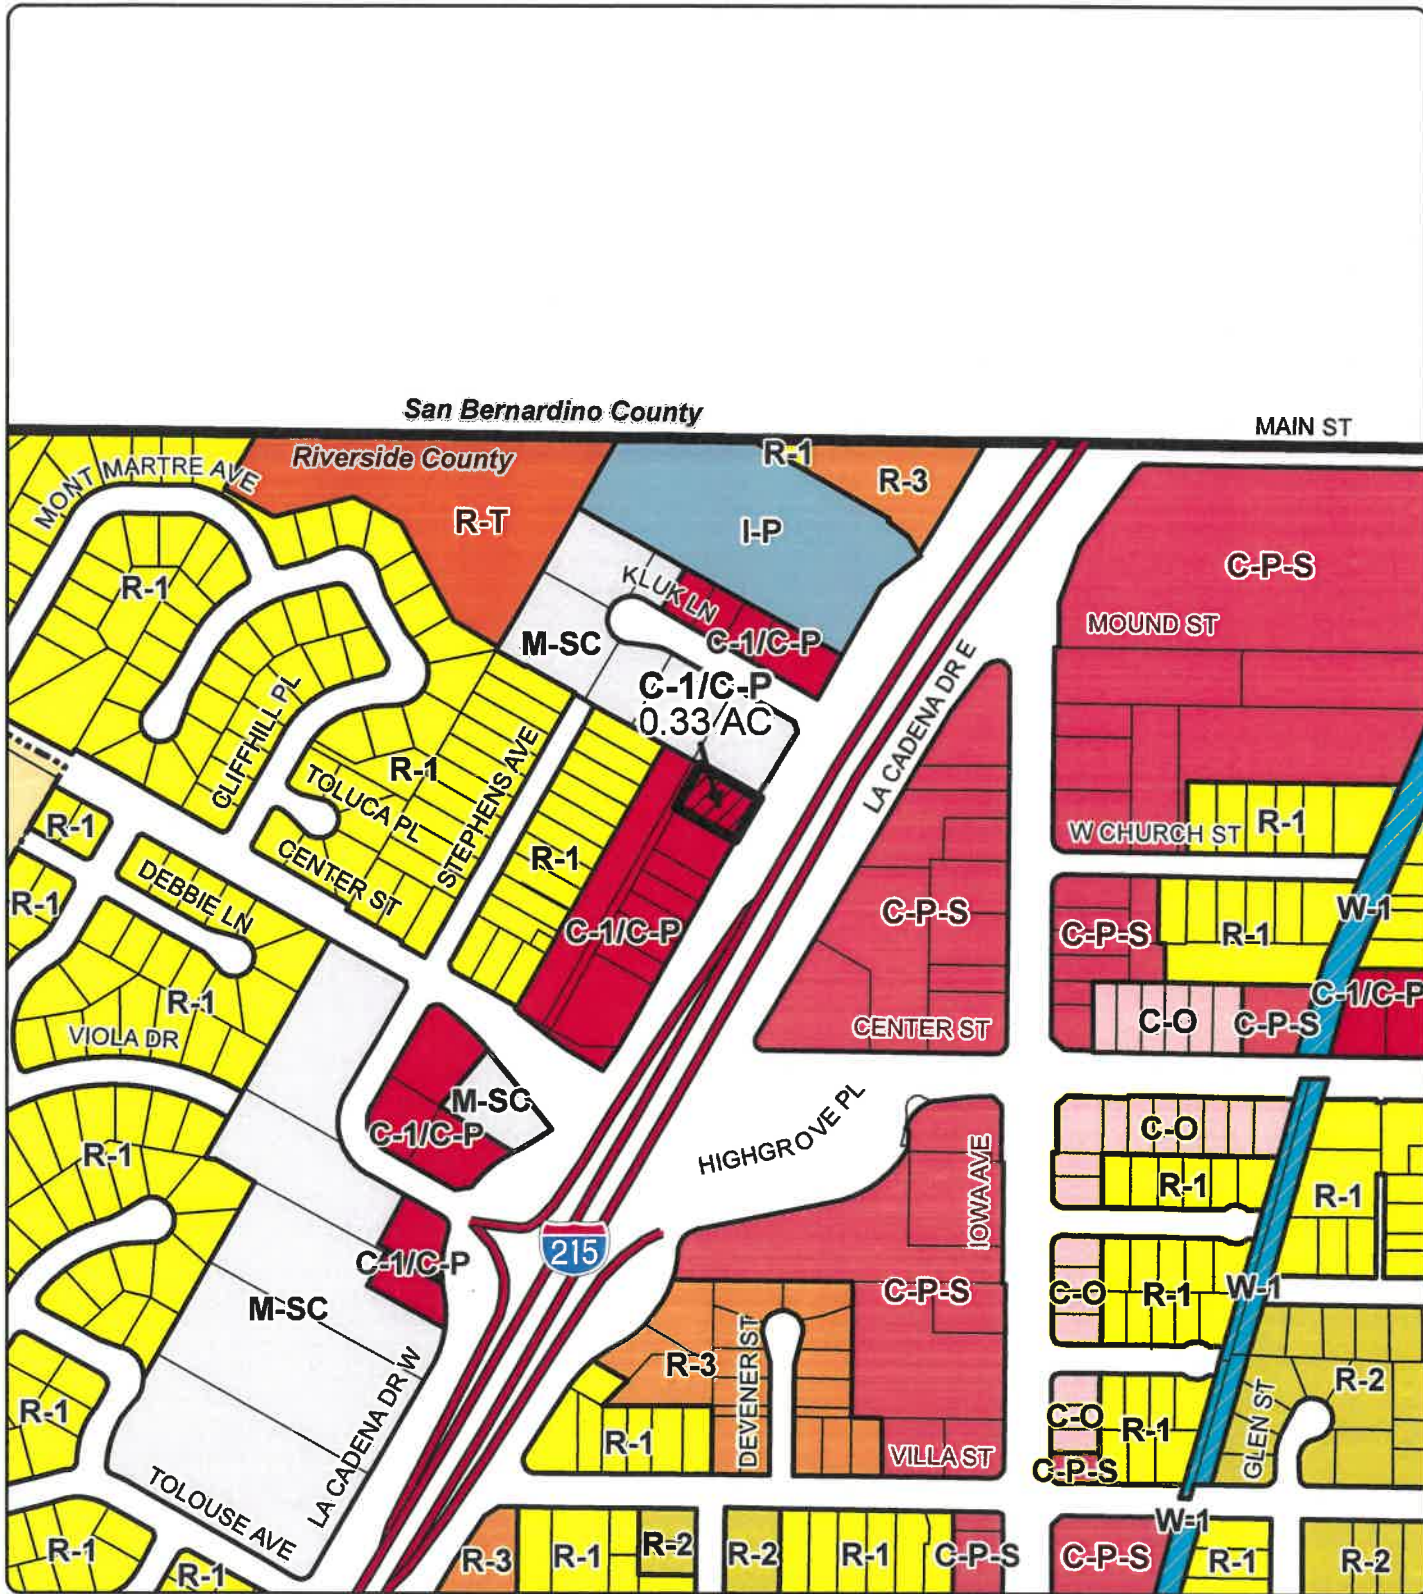 San Bernardino County
MAIN ST
Riverside County
R-1
MONT MARTRE AVE
R-3
R-T
I-P
C-P-S
R-1
KLUK LN
MOUND ST
M-SC
C-1/C-P
C-1/C-P
0.33 AC
LA CADENA DR E
CLIFFHILL PL
R-1
TOLUCA PL
STEPHENS AVE
R-1
W CHURCH ST
R-1
R-1
CENTER ST
DEBBIE LN
R-1
C-P-S
W-1
C-1/C-P
C-P-S
R-1
R-1
C-1/C-P
VIOLA DR
CENTER ST
C-O
C-P-S
M-SC
C-1/C-P
HIGHGROVE PL
C-O
R-1
IOWA AVE
R-1
R-1
215
C-1/C-P
M-SC
C-P-S
C-O
R-1
W-1
R-3
DEVENER ST
R-2
LA CADENA DR W
R-1
R-1
C-O
R-1
GLEN ST
VILLA ST
C-P-S
TOLOUSE AVE
W-1
R-1
R-1
R-3
R-1
R-2
R-2
R-1
C-P-S
C-P-S
R-1
R-2